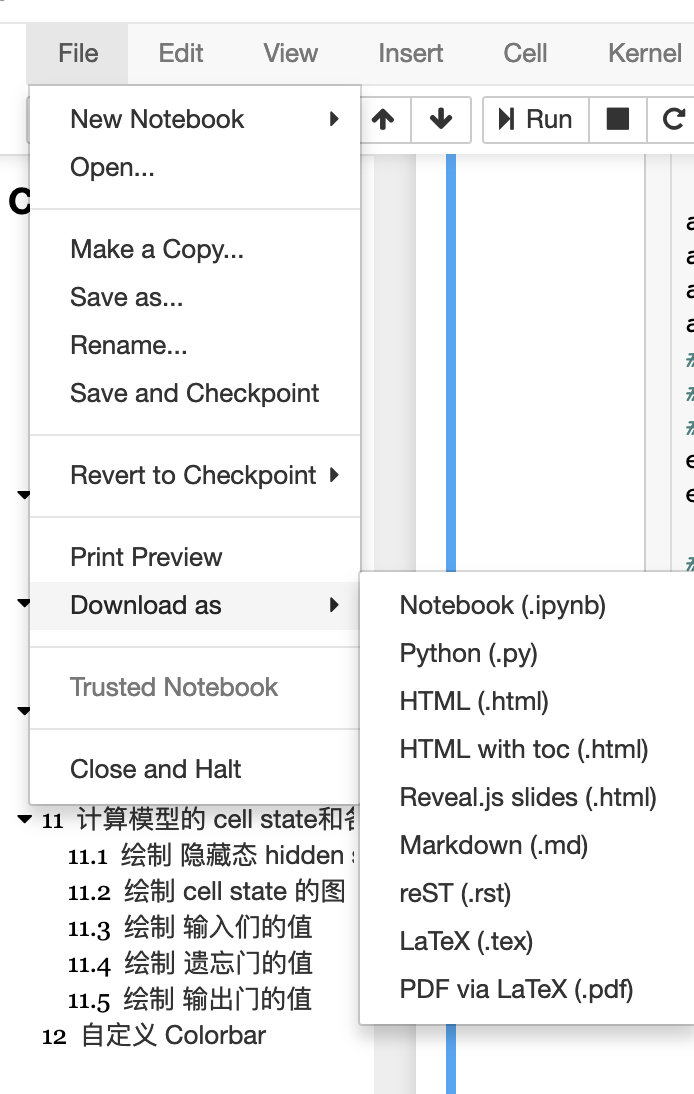 File Edit View Insert Cell Kernel
New Notebook
Run
Open...
Make a Copy...
Save as...
Rename...
Save and Checkpoint
Revert to Checkpoint
Print Preview
Download as
Notebook (.ipynb)
Python (.py)
HTML (.html)
HTML with toc (.html)
Reveal.js slides (.html)
Markdown (.md)
reST (.rst)
LaTeX (.tex)
PDF via LaTeX (.pdf)
Trusted Notebook
Close and Halt
11 计算模型的 cell state和
11.1 绘制 隐藏态 hidden
11.2 绘制 cell state 的图
11.3 绘制 输入们的值
11.4 绘制 遗忘门的值
11.5 绘制 输出门的值
12 自定义 Colorbar